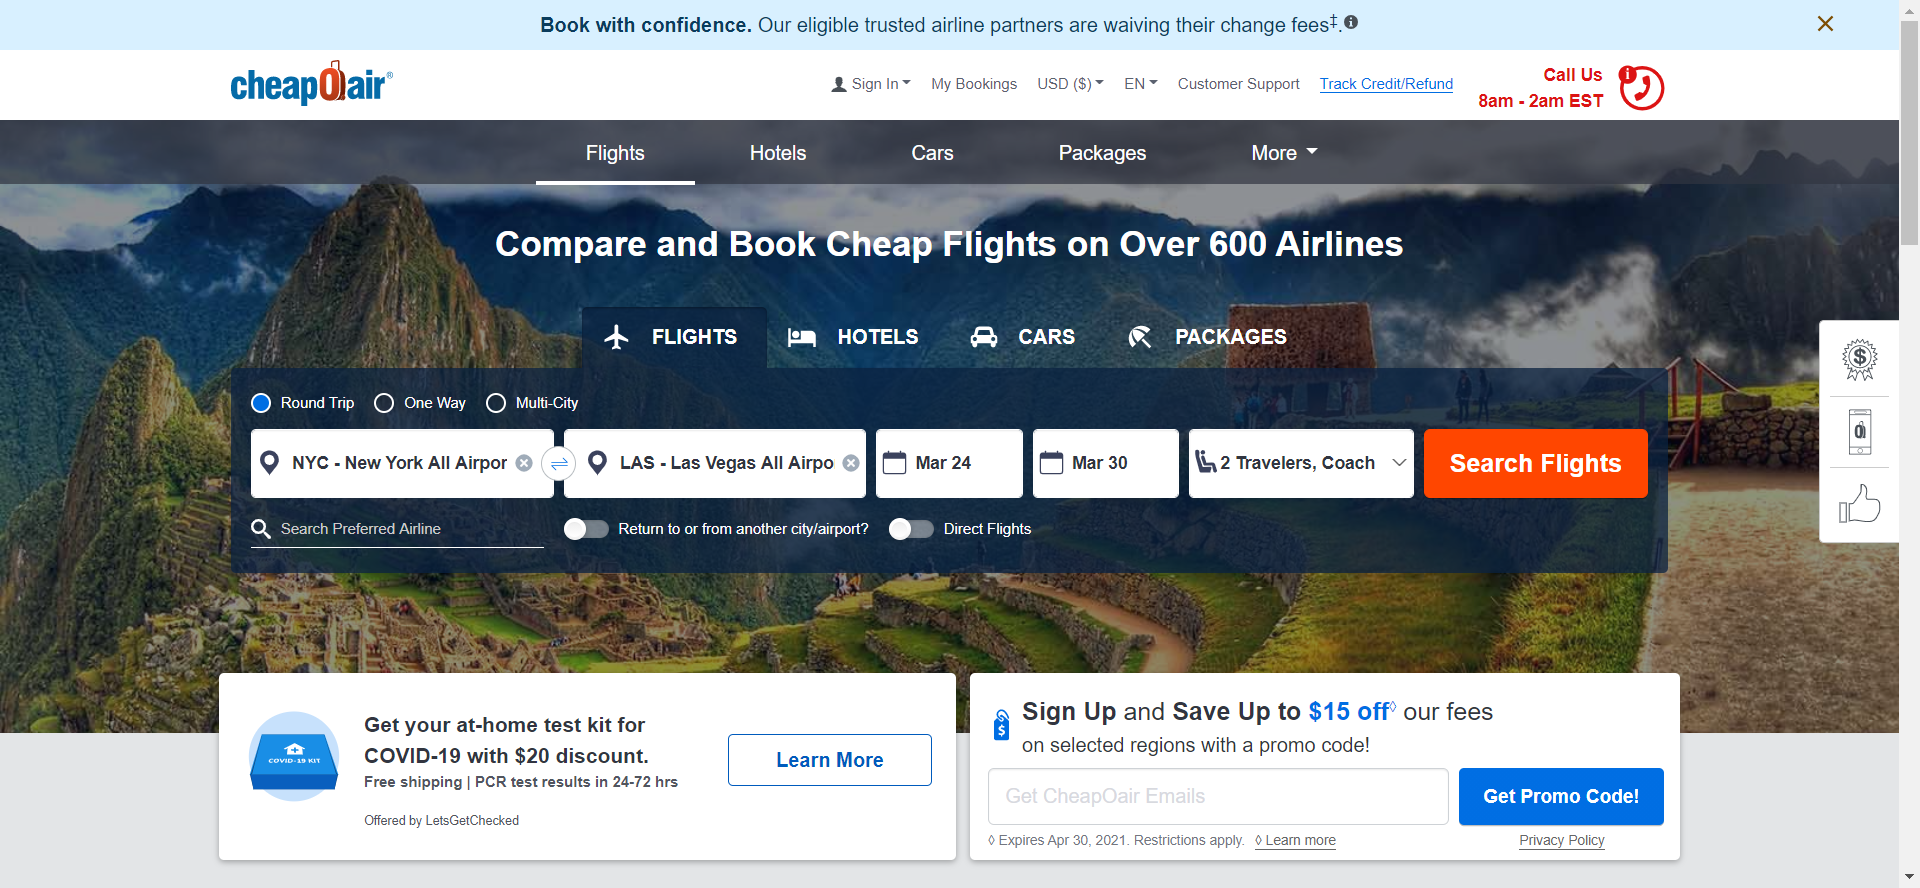 Book with confidence. Our eligible trusted airline partners are waiving their change fees‡.
cheapOair®
Sign In
My Bookings
USD ($)
EN
Customer Support
Track Credit/Refund
Call Us
8am - 2am EST
Flights
Hotels
Cars
Packages
More
Compare and Book Cheap Flights on Over 600 Airlines
FLIGHTS
HOTELS
CARS
PACKAGES
Round Trip
One Way
Multi-City
NYC - New York All Airpor
LAS - Las Vegas All Airpo
Mar 24
Mar 30
2 Travelers, Coach
Search Flights
Search Preferred Airline
Return to or from another city/airport?
Direct Flights
COVID-19 KIT
Get your at-home test kit for
COVID-19 with $20 discount.
Free shipping | PCR test results in 24-72 hrs
Offered by LetsGetChecked
Learn More
Sign Up and Save Up to $15 off◊ our fees
on selected regions with a promo code!
Get CheapOair Emails
Get Promo Code!
◊ Expires Apr 30, 2021. Restrictions apply. ◊ Learn more
Privacy Policy